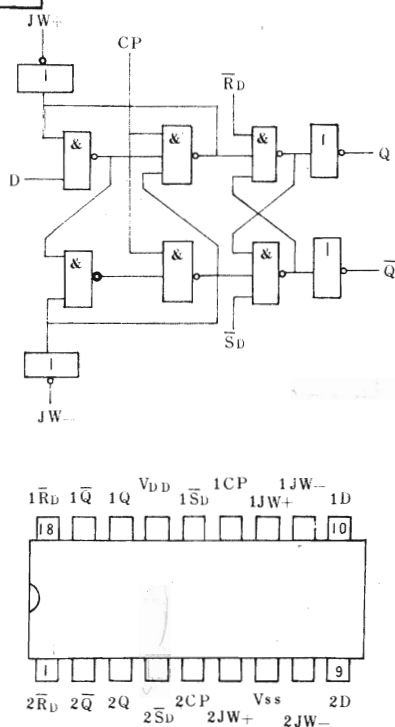 JW+
CP
1
R̅D
&
&
&
1
Q
D
&
&
&
1
Q̅
1
S̅D
JW−
1R̅D 1Q̅ 1Q VDD 1S̅D 1CP 1JW+ 1JW− 1D
18 10
1 9
2R̅D 2Q̅ 2Q 2S̅D 2CP 2JW+ Vss 2JW− 2D